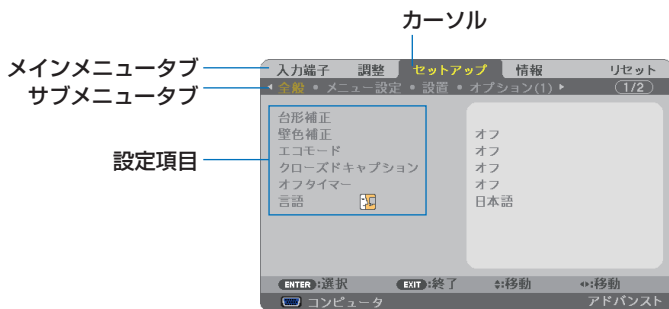 カーソル
メインメニュータブ
サブメニュータブ
設定項目
入力端子 調整 セットアップ 情報 リセット
全般 • メニュー設定 • 設置 • オプション(1) 1/2
台形補正
壁色補正 オフ
エコモード オフ
クローズドキャプション オフ
オフタイマー オフ
言語 日本語
ENTER:選択 EXIT:終了 :移動 :移動
コンピュータ アドバンスト